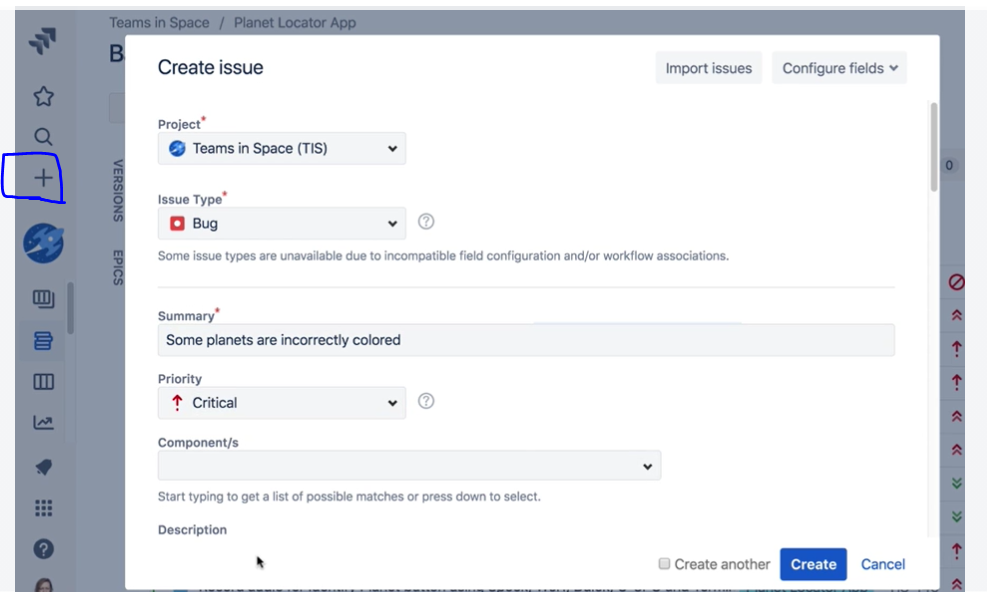 Teams in Space / Planet Locator App
B
Create issue
Import issues
Configure fields
Project*
Teams in Space (TIS)
0
VERSIONS
Issue Type*
Bug
EPICS
Some issue types are unavailable due to incompatible field configuration and/or workflow associations.
Summary*
Some planets are incorrectly colored
Priority
Critical
Component/s
Start typing to get a list of possible matches or press down to select.
Description
Create another
Create
Cancel